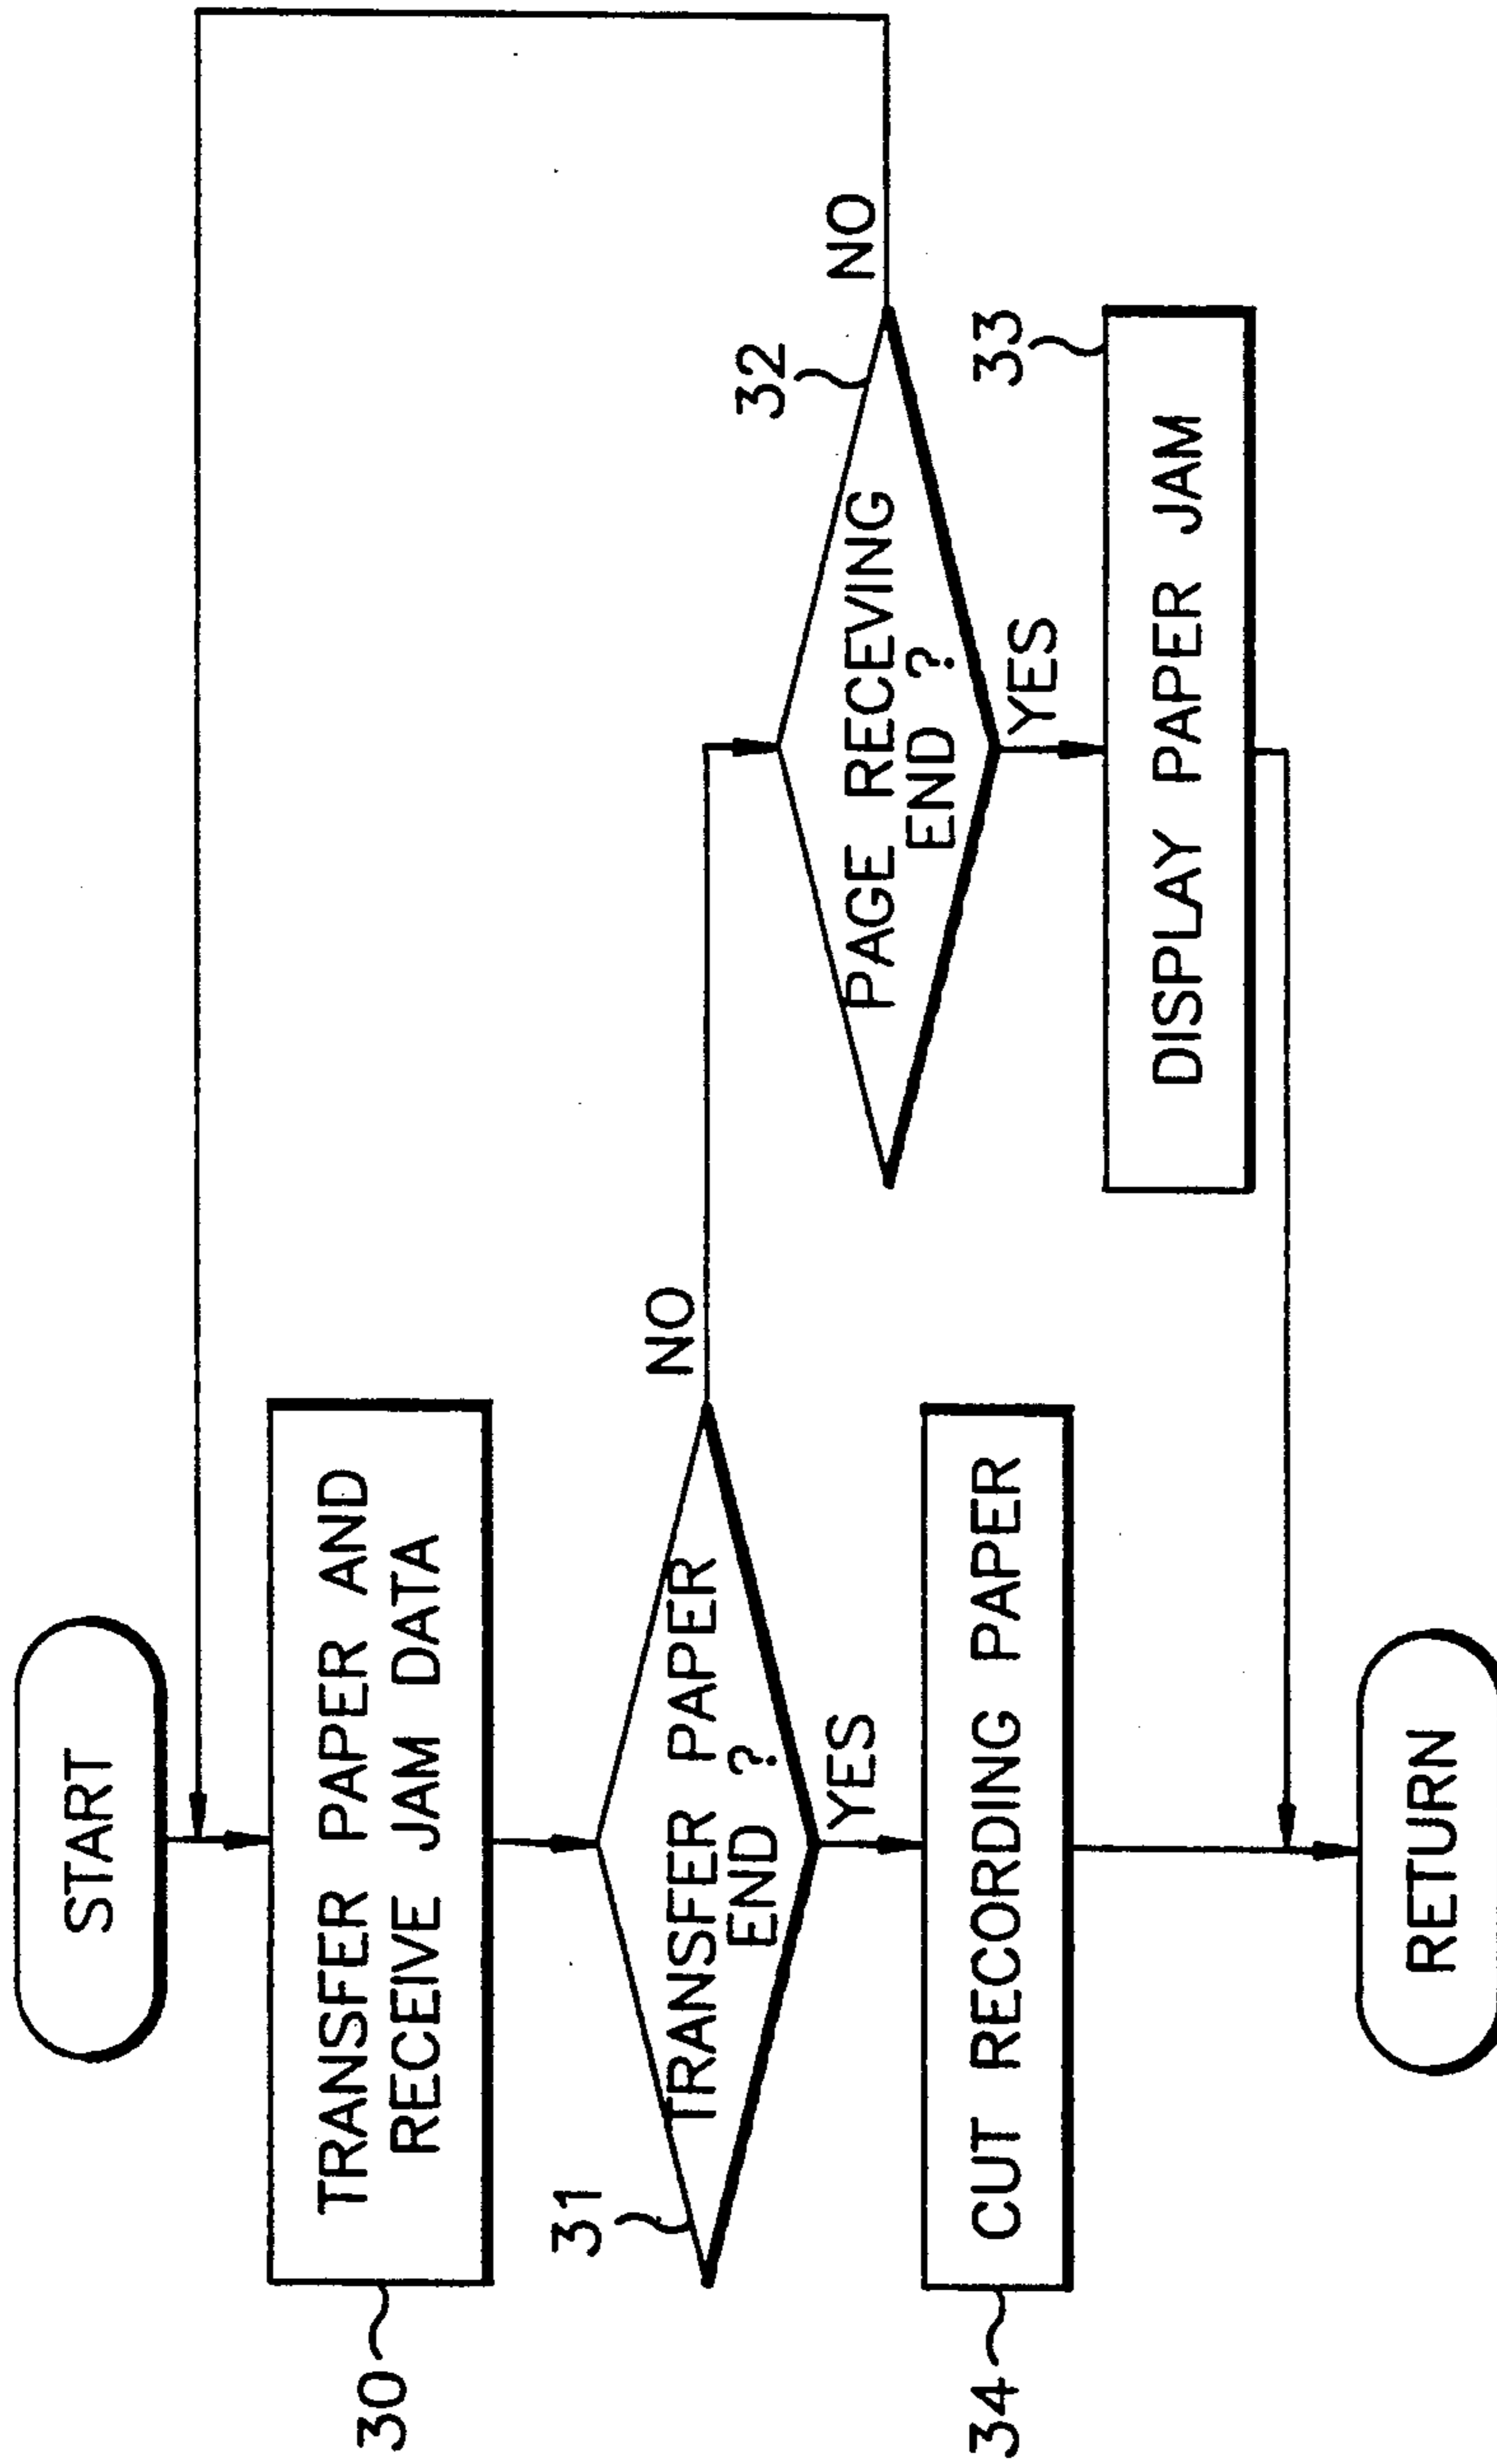 START
30
TRANSFER PAPER AND
RECEIVE JAM DATA
31
TRANSFER PAPER
END ?
NO
YES
32
PAGE RECEVING
END ?
NO
YES
33
DISPLAY PAPER JAM
34
CUT RECORDING PAPER
RETURN